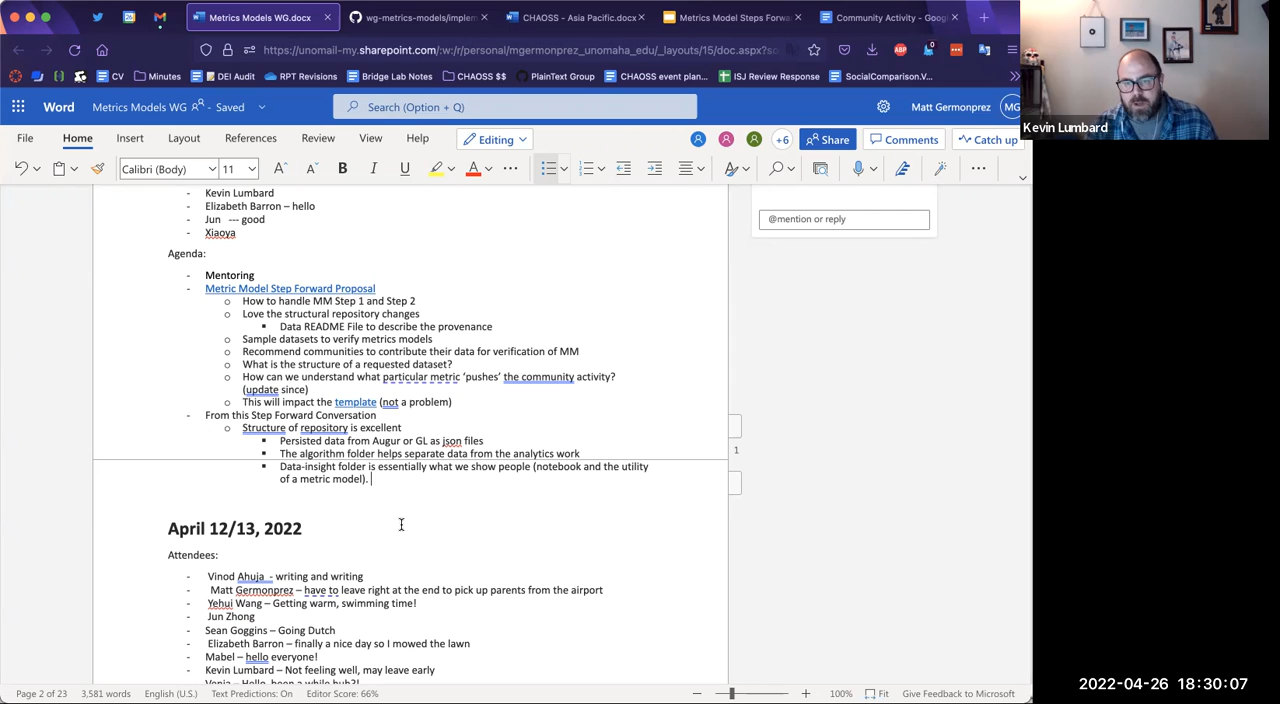 Metrics Models WG.docx
wg-metrics-models/implem
CHAOSS - Asia Pacific.docx
Metrics Model Steps Forwa
Community Activity - Goog
https://unomail-my.sharepoint.com/:w:/r/personal/mgermonprez_unomaha_edu/_layouts/15/doc.aspx?so
CV
Minutes
DEI Audit
RPT Revisions
Bridge Lab Notes
CHAOSS $$
PlainText Group
CHAOSS event plan...
ISJ Review Response
SocialComparison.V...
Word
Metrics Models WG
- Saved
Search (Option + Q)
Matt Germonprez
MG
Kevin Lumbard
File
Home
Insert
Layout
References
Review
View
Help
Editing
+6
Share
Comments
Catch up
Calibri (Body)
11
@mention or reply
- Kevin Lumbard
- Elizabeth Barron – hello
- Jun --- good
- Xiaoya
Agenda:
- Mentoring
- Metric Model Step Forward Proposal
o How to handle MM Step 1 and Step 2
o Love the structural repository changes
▪ Data README File to describe the provenance
o Sample datasets to verify metrics models
o Recommend communities to contribute their data for verification of MM
o What is the structure of a requested dataset?
o How can we understand what particular metric ‘pushes’ the community activity?
(update since)
o This will impact the template (not a problem)
- From this Step Forward Conversation
o Structure of repository is excellent
▪ Persisted data from Augur or GL as json files
▪ The algorithm folder helps separate data from the analytics work
▪ Data-insight folder is essentially what we show people (notebook and the utility
of a metric model).
1
April 12/13, 2022
Attendees:
- Vinod Ahuja - writing and writing
- Matt Germonprez – have to leave right at the end to pick up parents from the airport
- Yehui Wang – Getting warm, swimming time!
- Jun Zhong
- Sean Goggins – Going Dutch
- Elizabeth Barron – finally a nice day so I mowed the lawn
- Mabel – hello everyone!
- Kevin Lumbard – Not feeling well, may leave early
Page 2 of 23
3,581 words
English (U.S.)
Text Predictions: On
Editor Score: 66%
100%
Fit
Give Feedback to Microsoft
2022-04-26 18:30:07